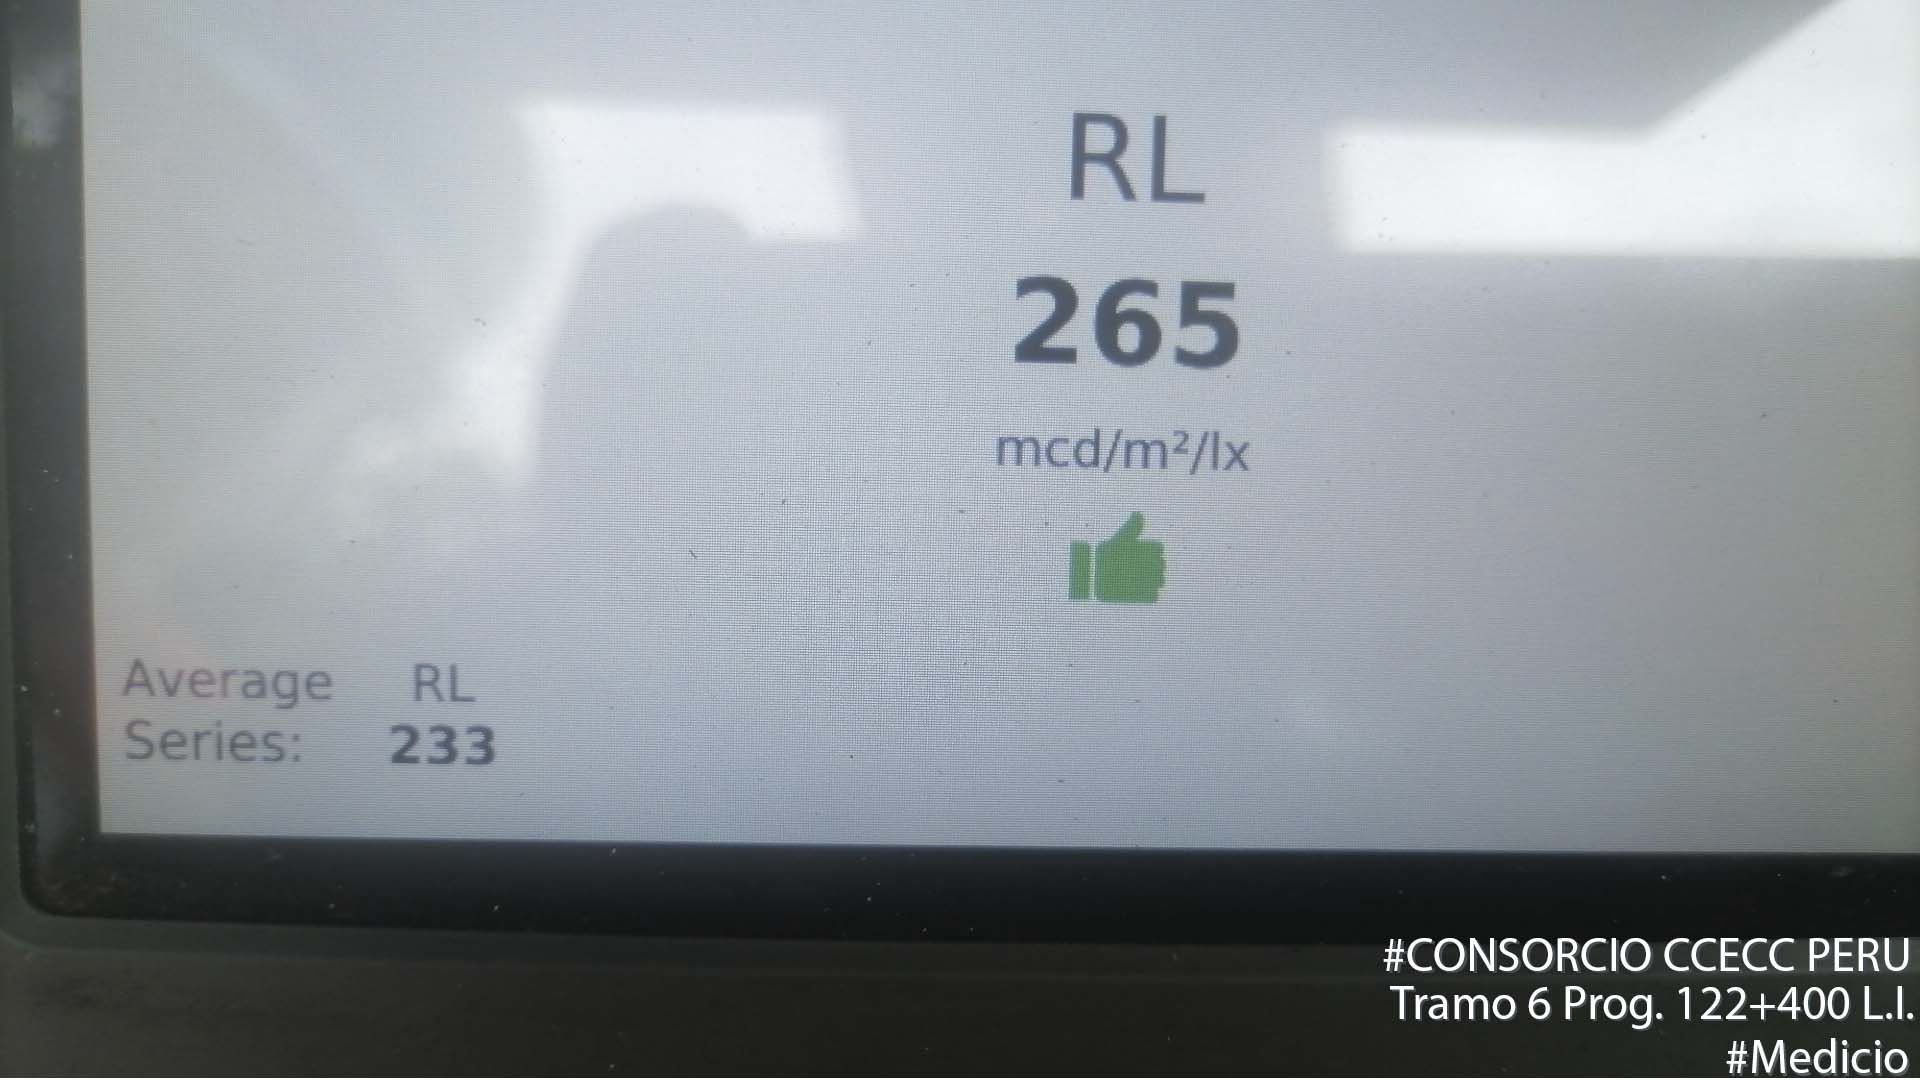 RL
265
mcd/m²/lx
Average RL
Series: 233
#CONSORCIO CCECC PERU
Tramo 6 Prog. 122+400 L.I.
#Medicio